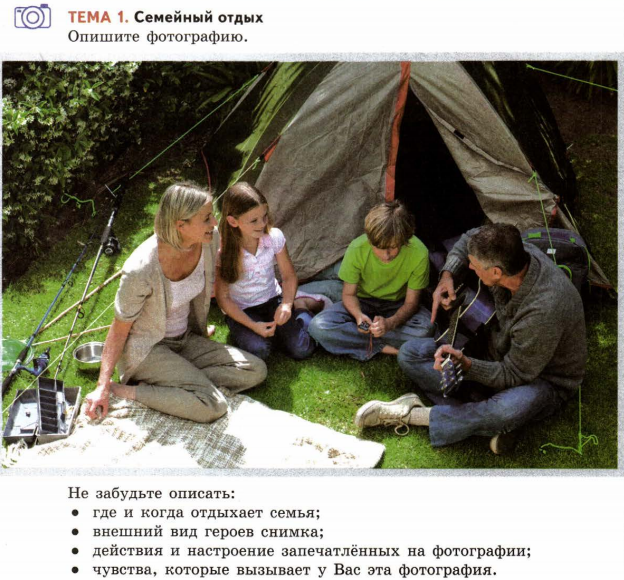 ТЕМА 1. Семейный отдых
Опишите фотографию.
Не забудьте описать:
• где и когда отдыхает семья;
• внешний вид героев снимка;
• действия и настроение запечатлённых на фотографии;
• чувства, которые вызывает у Вас эта фотография.